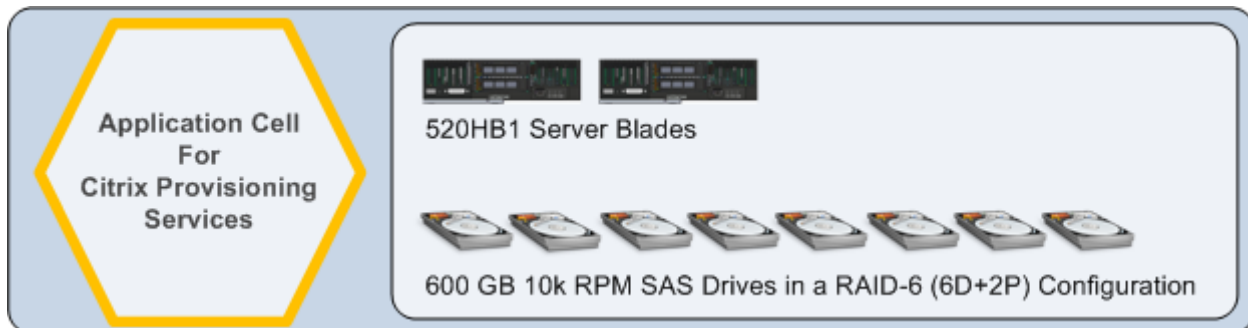 Application Cell
For
Citrix Provisioning
Services
520HB1 Server Blades
600 GB 10k RPM SAS Drives in a RAID-6 (6D+2P) Configuration